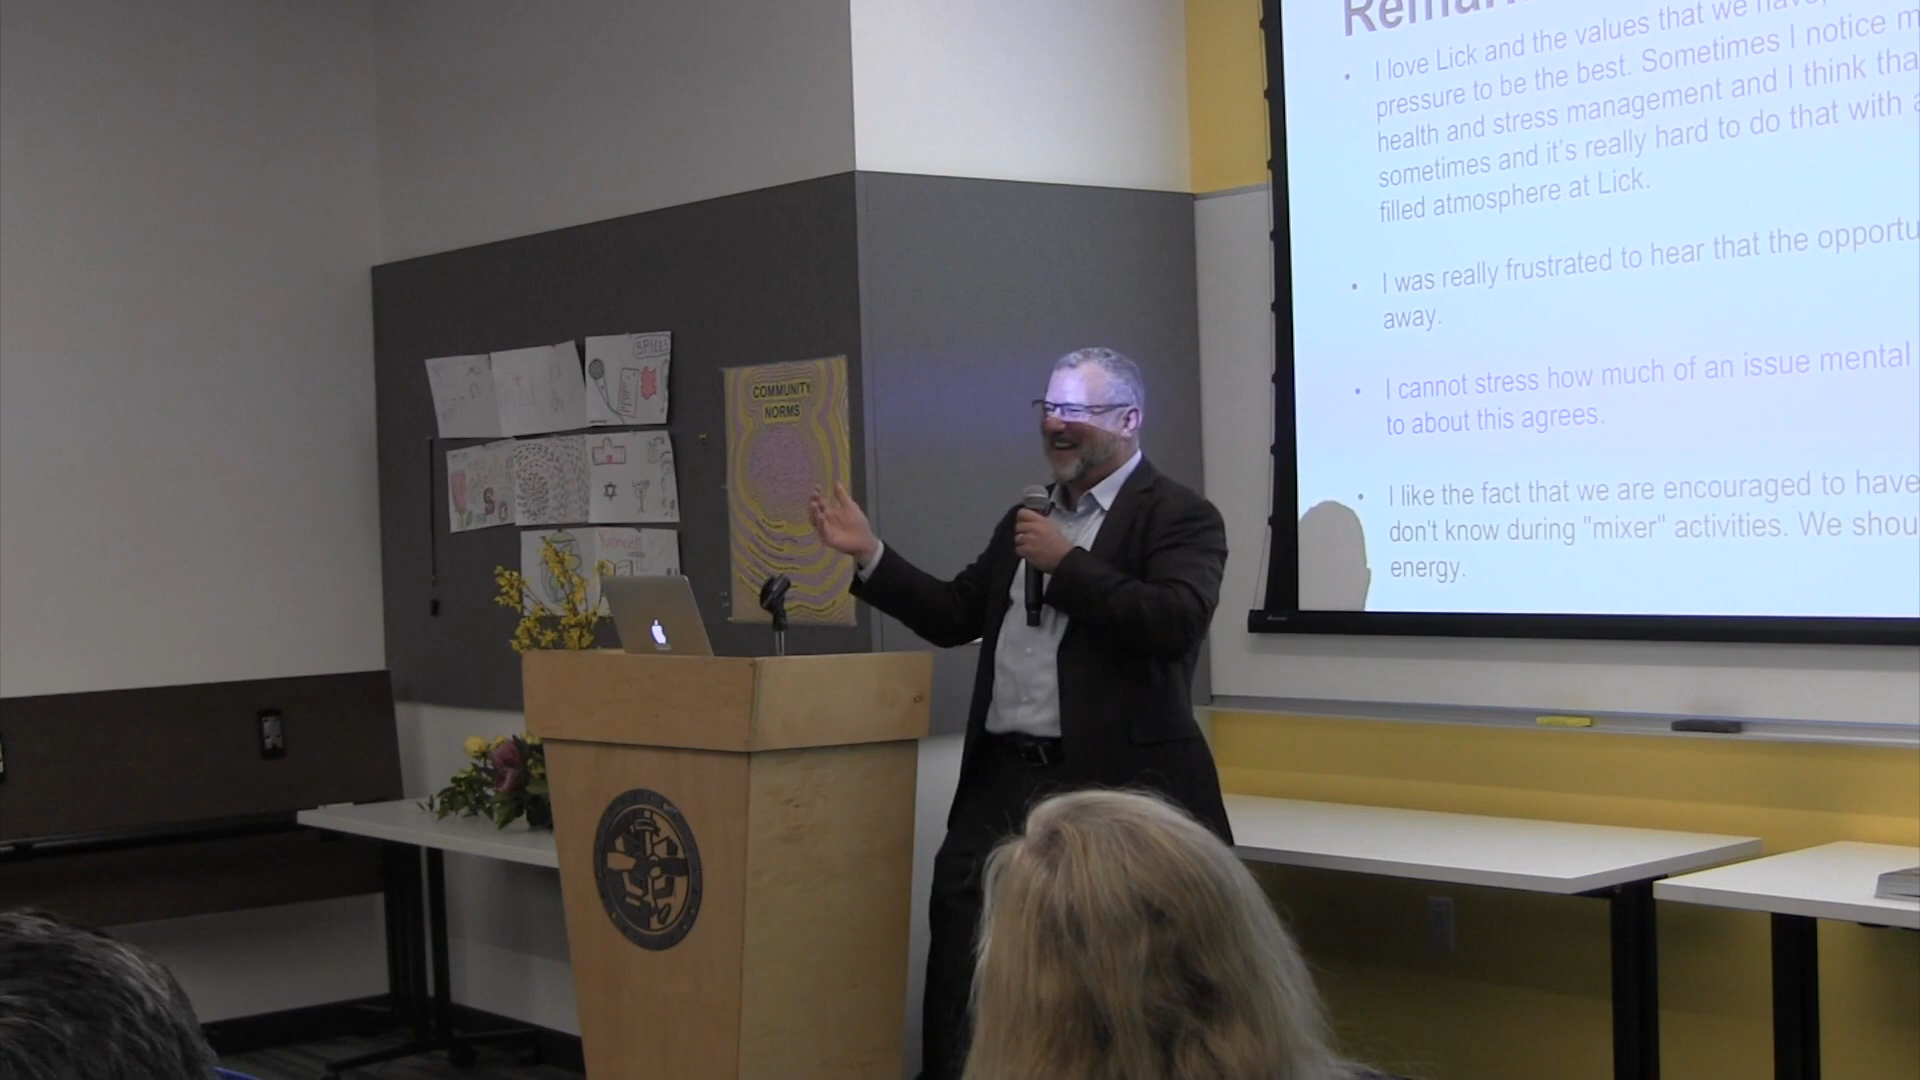 I love Lick and the values that we have,
pressure to be the best. Sometimes I notice
health and stress management and I think
sometimes and it's really hard to do that with
filled atmosphere at Lick.
I was really frustrated to hear that the
away.
I cannot stress how much of an issue mental
to about this agrees.
I like the fact that we are encouraged to have
don't know during "mixer" activities. We
energy.
SPICE
COMMUNITY
NORMS